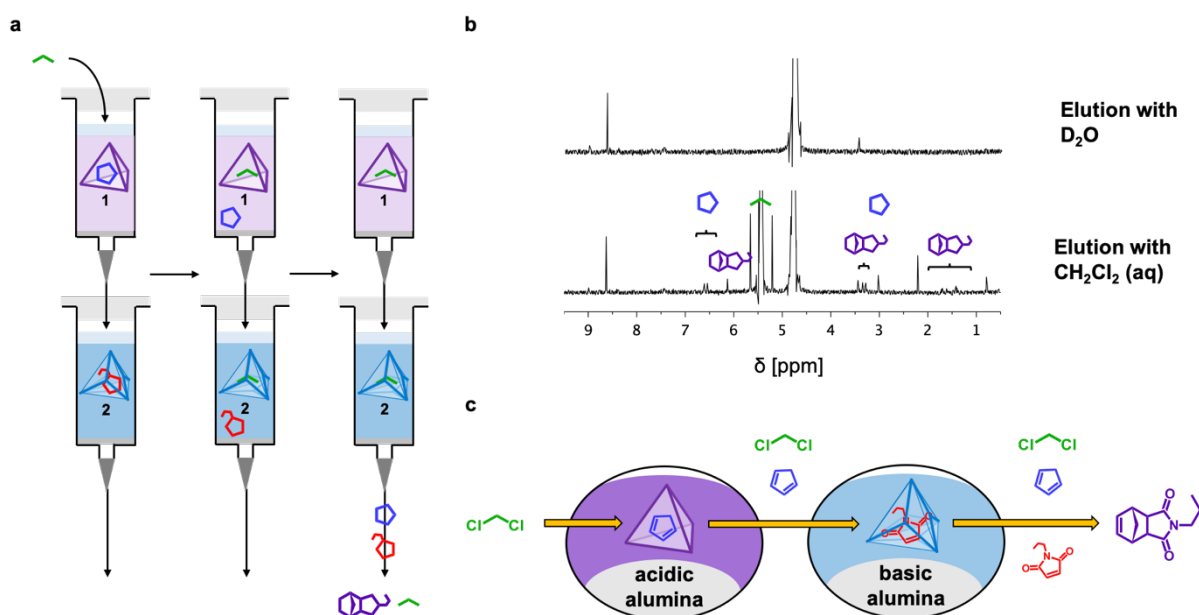 a
1
1
1
2
2
2
b
Elution with
D₂O
Elution with
CH₂Cl₂ (aq)
9 8 7 6 5 4 3 2 1
δ [ppm]
c
Cl Cl
Cl Cl
Cl Cl
O
N
O
O
N
O
O
N
O
acidic
alumina
basic
alumina